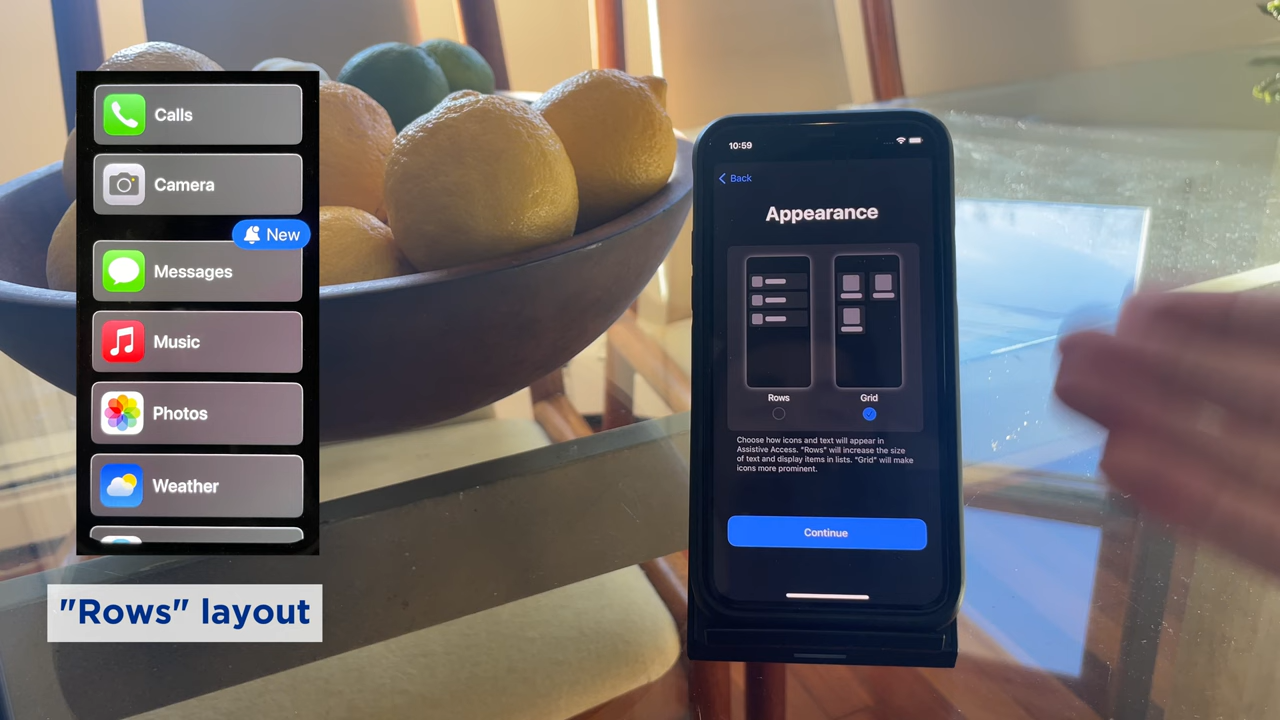 Calls
Camera
New
Messages
Music
Photos
Weather
"Rows" layout
10:59
Back
Appearance
Rows
Grid
Choose how icons and text will appear in
Assistive Access. "Rows" will increase the size
of text and display items in lists. "Grid" will make
icons more prominent.
Continue